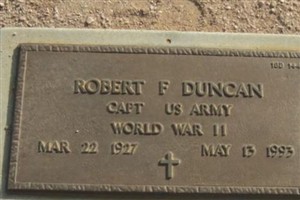 ROBERT F DUNCAN
CAPT US ARMY
WORLD WAR II
MAR 22 1927 MAY 13 1993